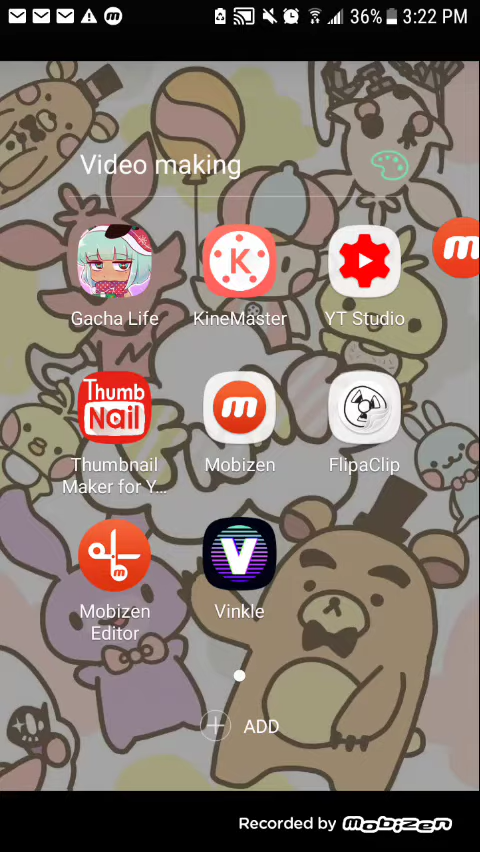 36% 3:22 PM
Video making
Gacha Life
KineMaster
YT Studio
Thumb
Nail
Thumbnail
Maker for Y...
Mobizen
FlipaClip
V
Mobizen
Editor
Vinkle
ADD
Recorded by mobizen